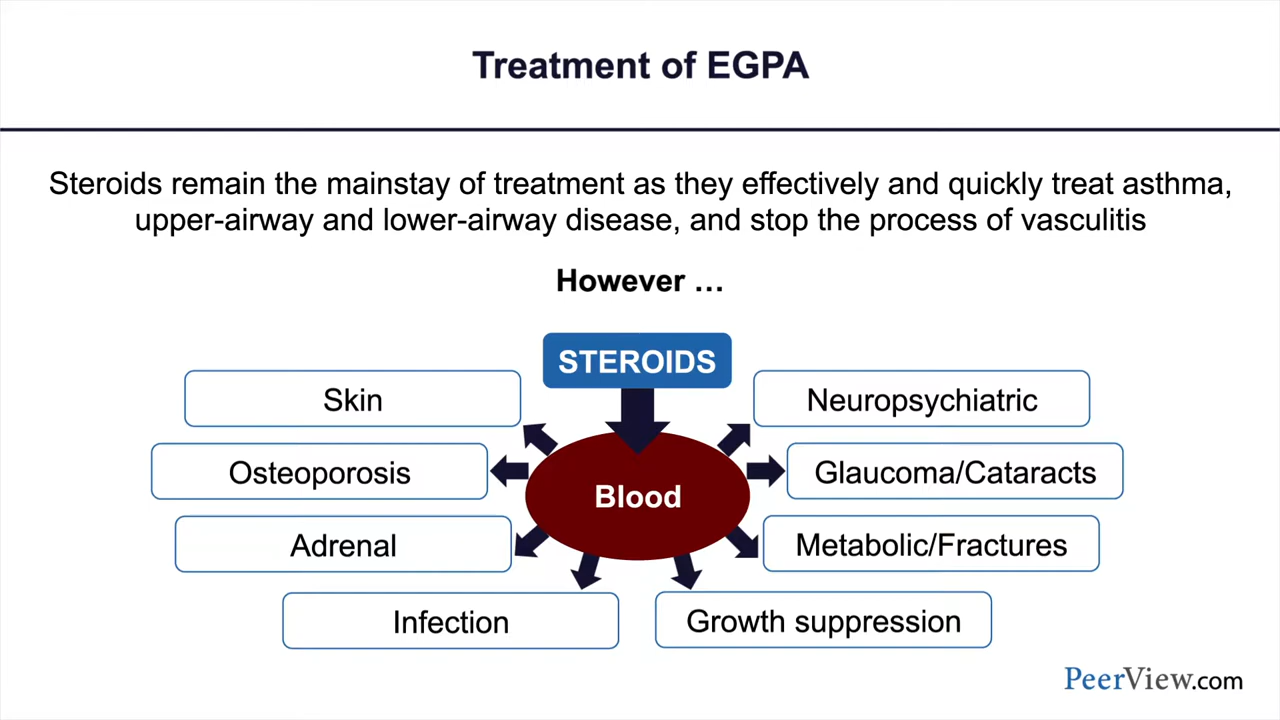 Treatment of EGPA
Steroids remain the mainstay of treatment as they effectively and quickly treat asthma,
upper-airway and lower-airway disease, and stop the process of vasculitis
However …
STEROIDS
Skin
Neuropsychiatric
Osteoporosis
Glaucoma/Cataracts
Blood
Adrenal
Metabolic/Fractures
Infection
Growth suppression
PeerView.com